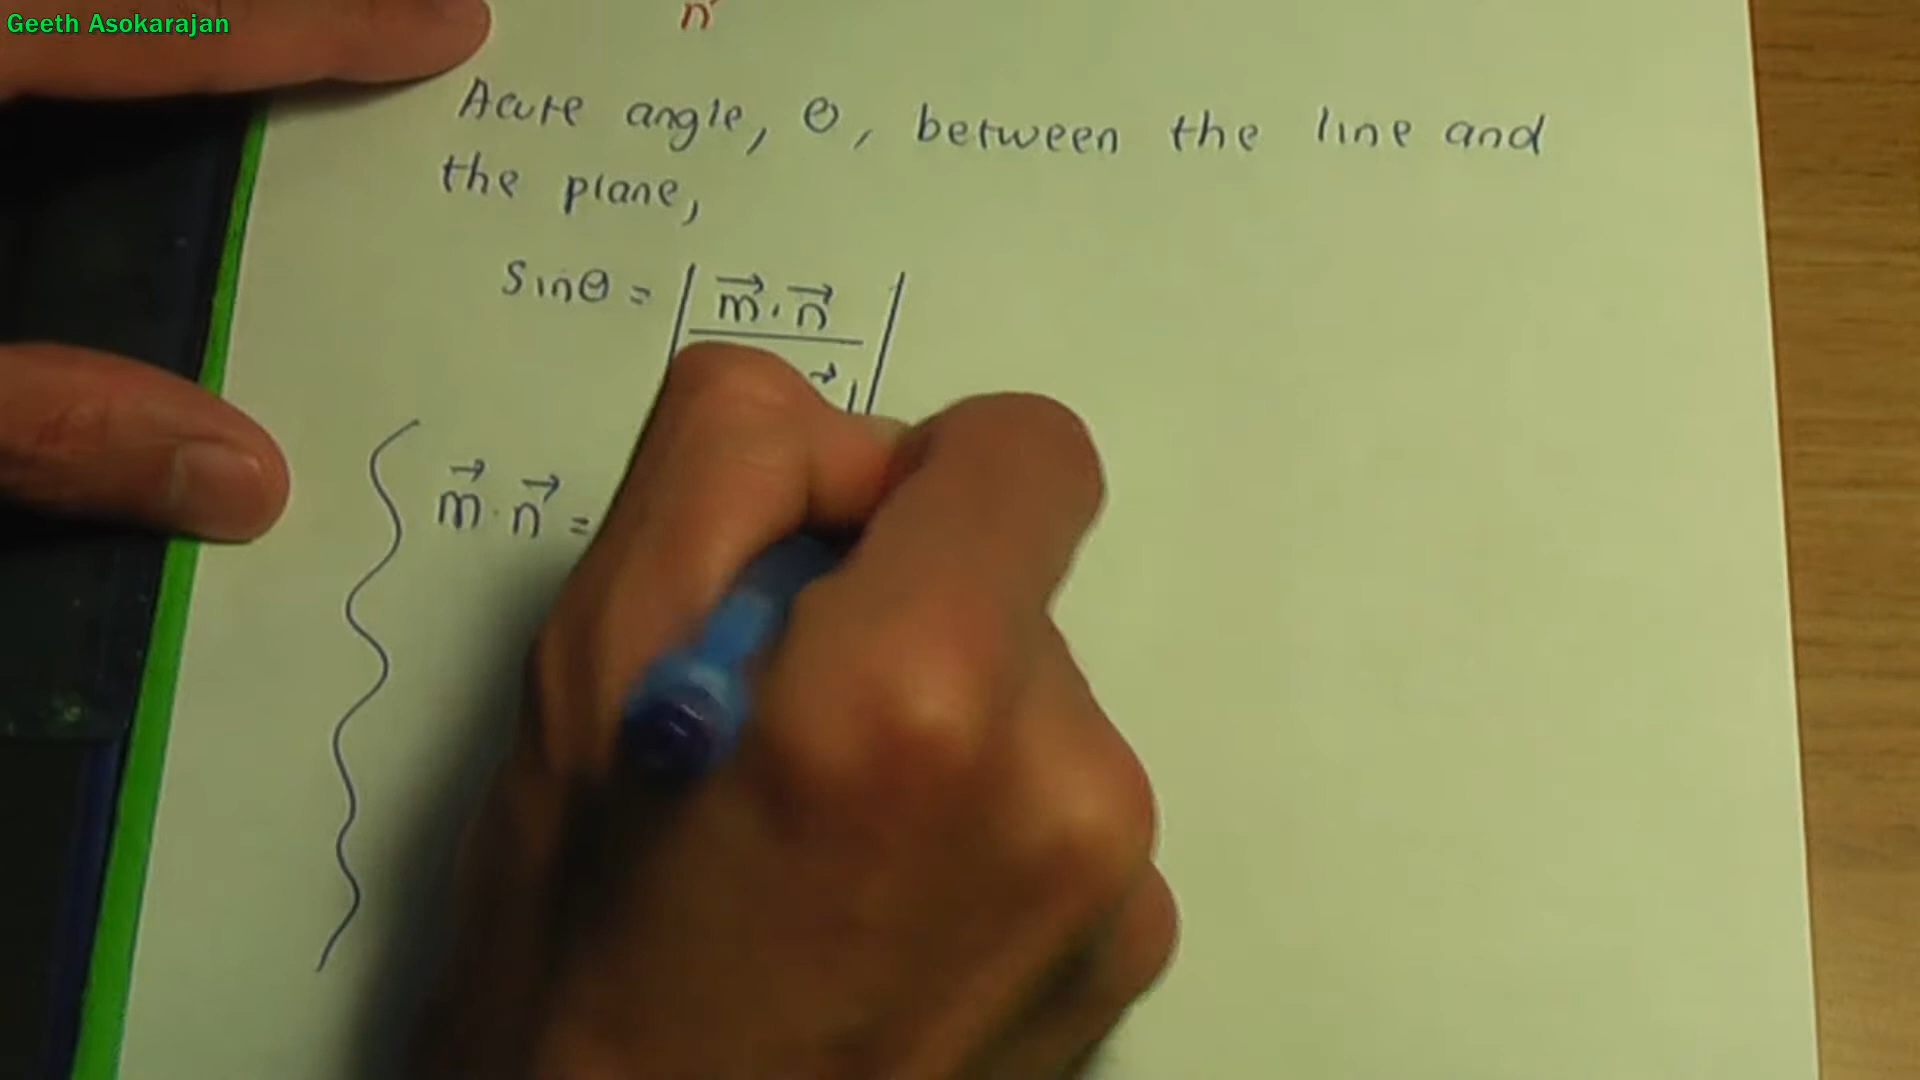 Geeth Asokarajan
n
Acute angle, θ, between the line and
the plane,
Sinθ = | m⃗ · n⃗ |
m⃗ · n⃗ =